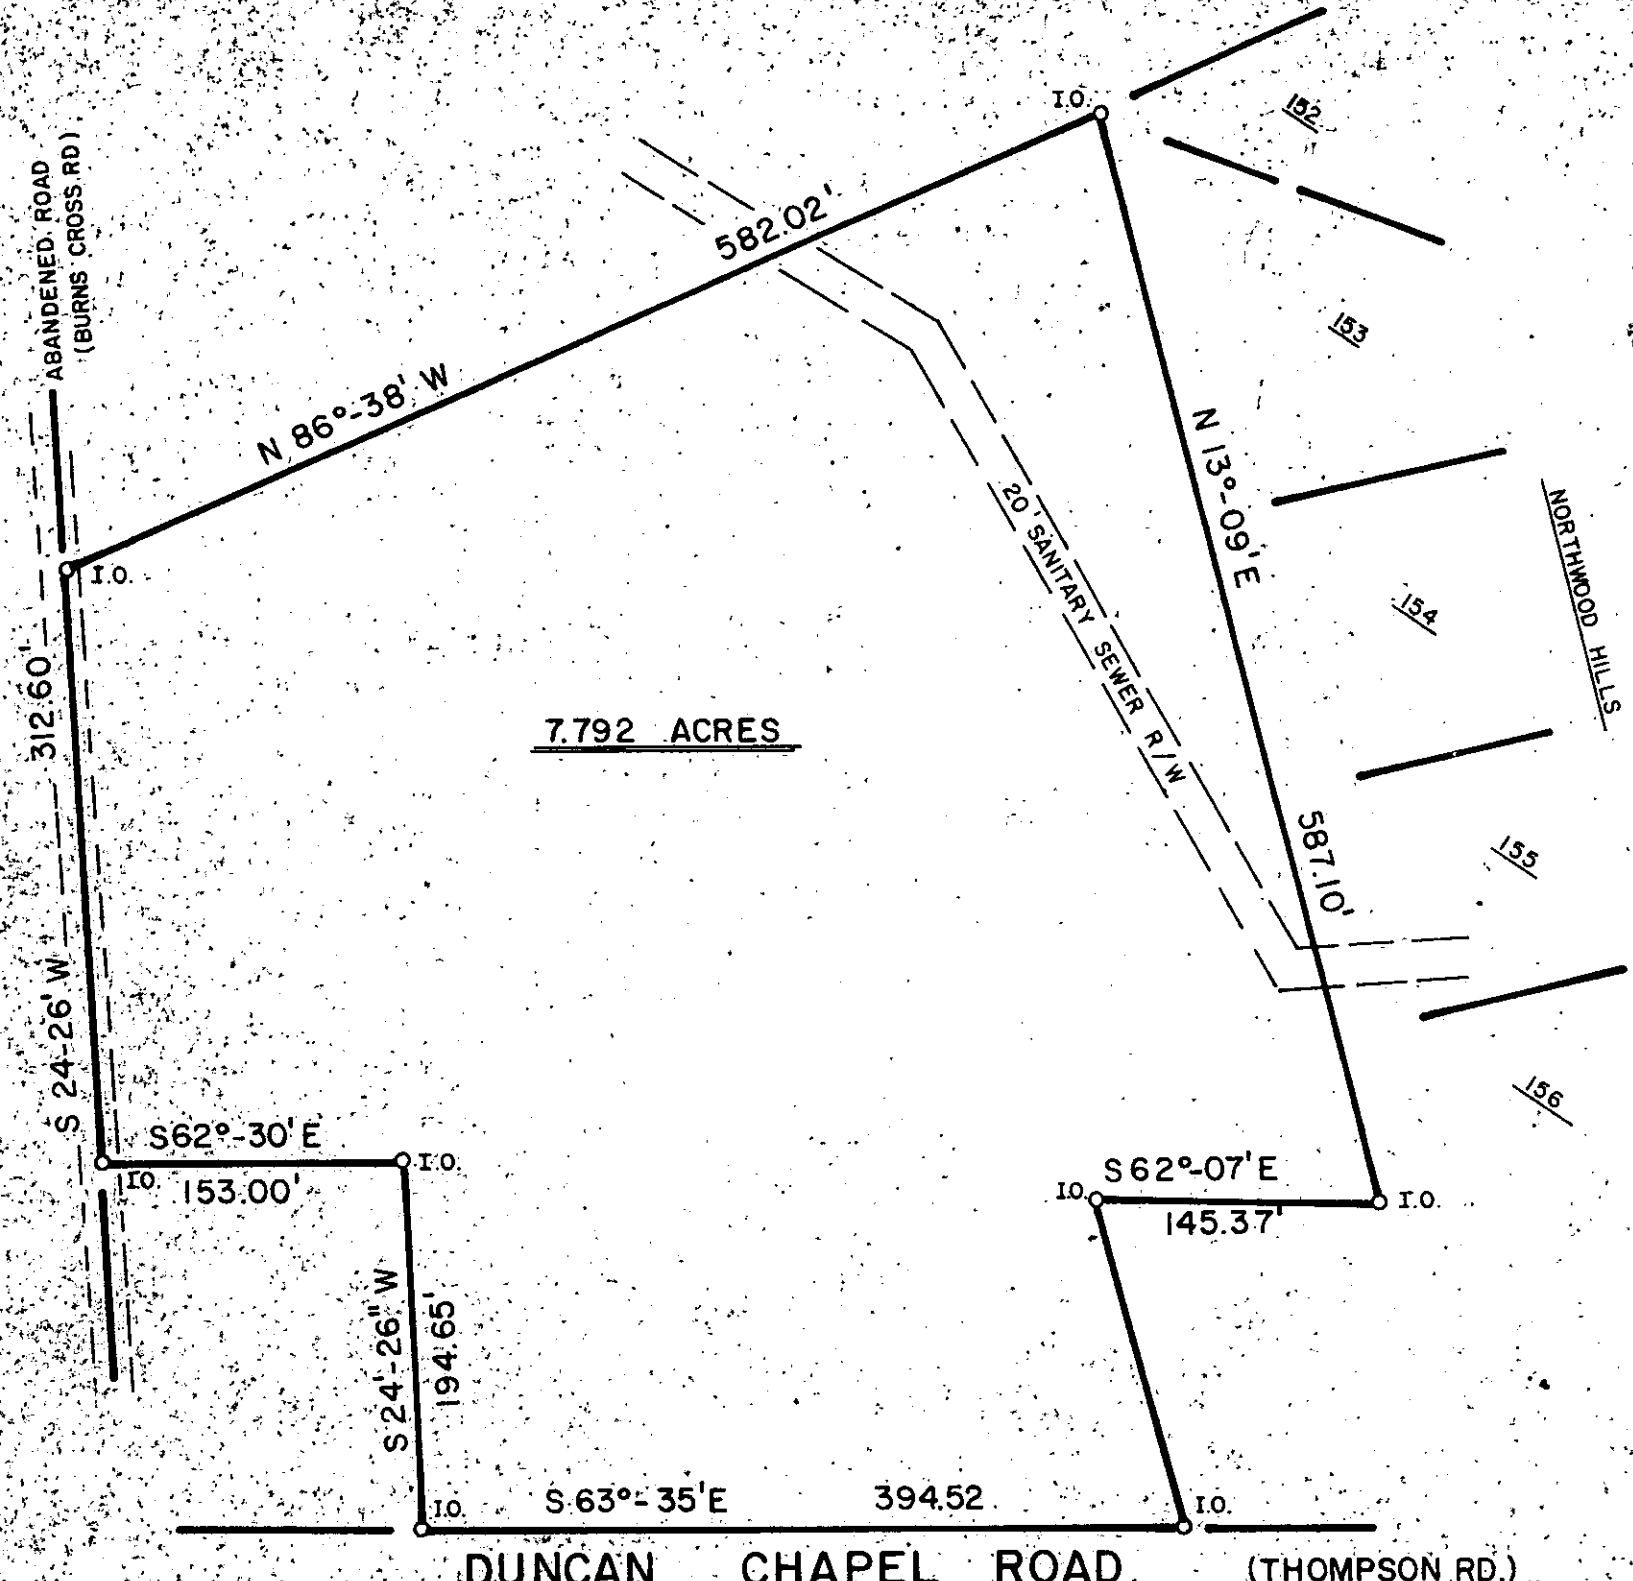 I.O.
152
ABANDENED ROAD
(BURNS CROSS RD)
582.02'
153
N 86°-38' W
N 13°-09' E
20' SANITARY SEWER R/W
NORTHWOOD HILLS
I.O.
154
312.60'
7.792 ACRES
587.10'
155
S 24-26' W
156
S62°-30'E
I.O.
I.O.
153.00'
S62°-07'E
I.O.
I.O.
145.37'
S 24'-26" W
194.65'
I.O.
S 63°-35'E
394.52
I.O.
DUNCAN CHAPEL ROAD
(THOMPSON RD.)